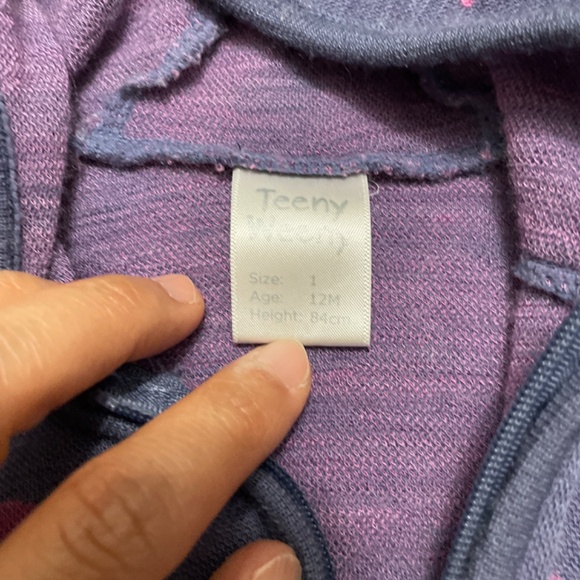 Teeny
Weeny
Size: 1
Age: 12M
Height: 84cm